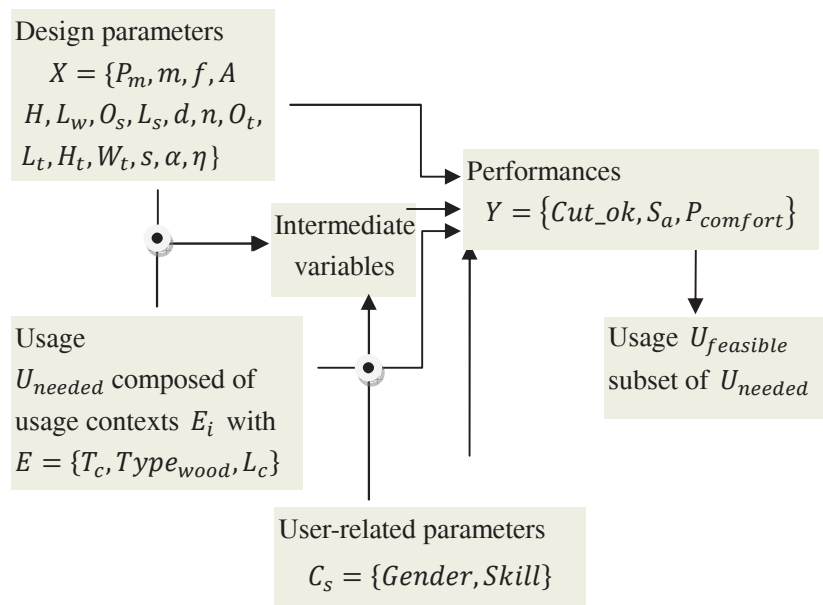 Design parameters
X = {P_m, m, f, A
H, L_w, O_s, L_s, d, n, O_t,
L_t, H_t, W_t, s, α, η}
Performances
Y = {Cut_ok, S_a, P_comfort}
Intermediate
variables
Usage
U_needed composed of
usage contexts E_i with
E = {T_c, Type_wood, L_c}
Usage U_feasible
subset of U_needed
User-related parameters
C_s = {Gender, Skill}